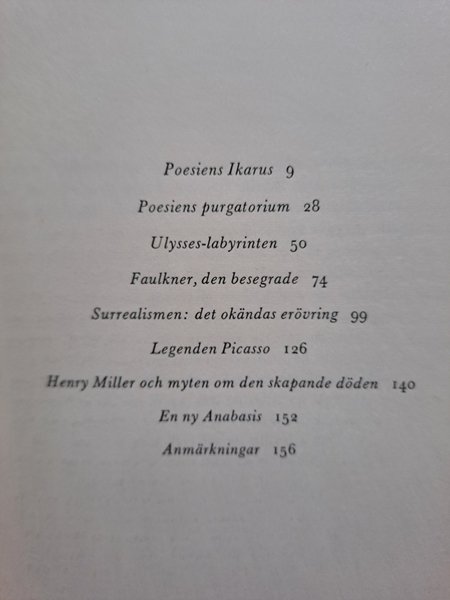 Poesiens Ikarus 9
Poesiens purgatorium 28
Ulysses-labyrinten 50
Faulkner, den besegrade 74
Surrealismen: det okändas erövring 99
Legenden Picasso 126
Henry Miller och myten om den skapande döden 140
En ny Anabasis 152
Anmärkningar 156